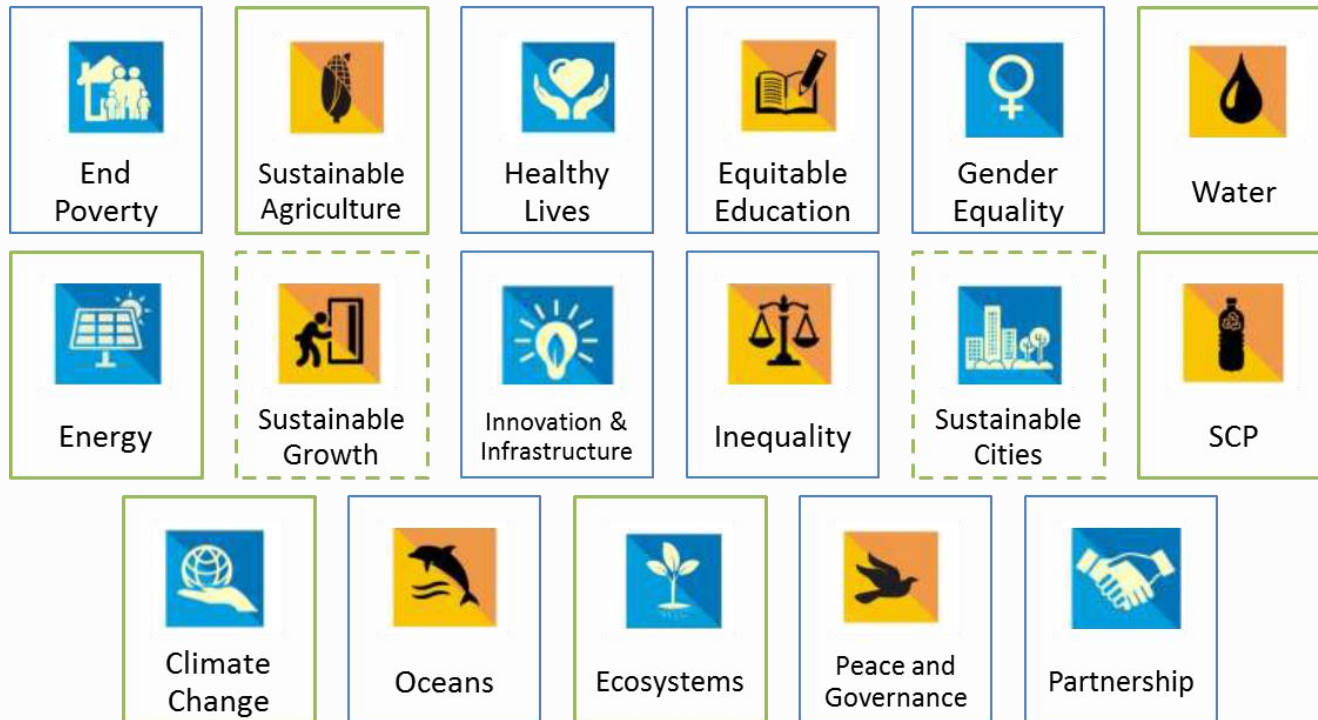 End
Poverty
Sustainable
Agriculture
Healthy
Lives
Equitable
Education
Gender
Equality
Water
Energy
Sustainable
Growth
Innovation &
Infrastructure
Inequality
Sustainable
Cities
SCP
Climate
Change
Oceans
Ecosystems
Peace and
Governance
Partnership